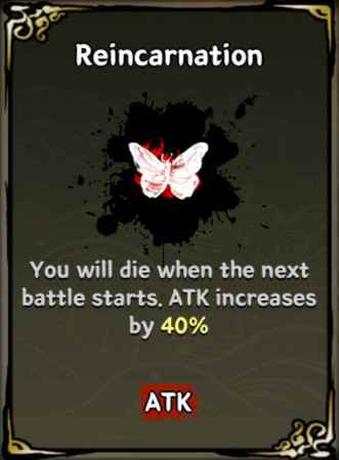 Reincarnation
You will die when the next
battle starts. ATK increases
by 40%
ATK